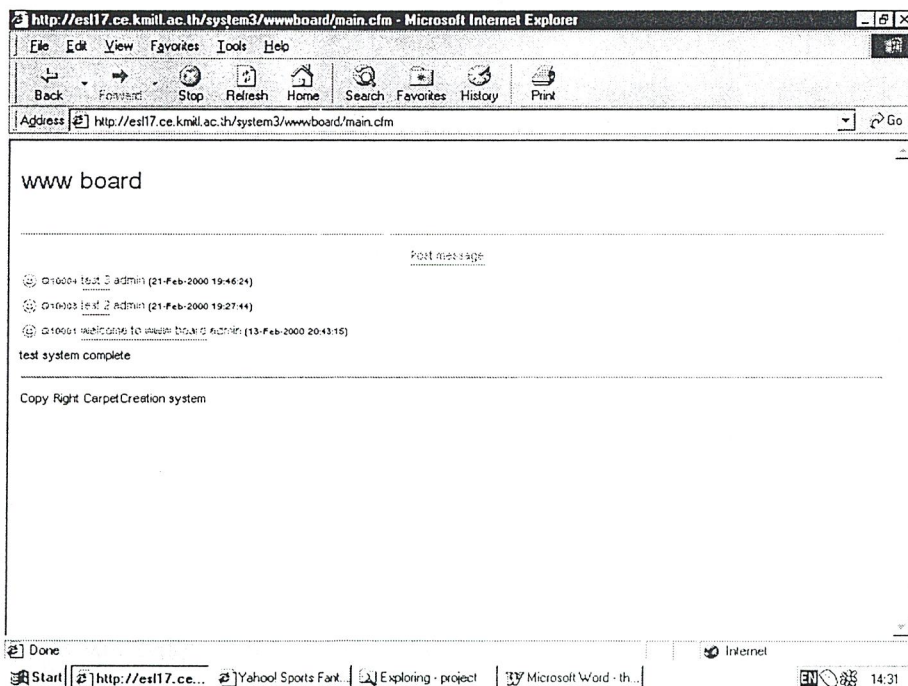 http://esl17.ce.kmitl.ac.th/system3/wwwboard/main.cfm - Microsoft Internet Explorer
File Edit View Favorites Tools Help
Back Forward Stop Refresh Home Search Favorites History Print
Address http://esl17.ce.kmitl.ac.th/system3/wwwboard/main.cfm Go
www board
Post message
Q10004 test 3 admin (21-Feb-2000 19:46:24)
Q10003 test 2 admin (21-Feb-2000 19:27:44)
Q10001 welcome to www board admin (13-Feb-2000 20:43:15)
test system complete
Copy Right CarpetCreation system
Done Internet
Start http://esl17.ce... Yahoo! Sports Fant... Exploring - project Microsoft Word - th... EN 14:31